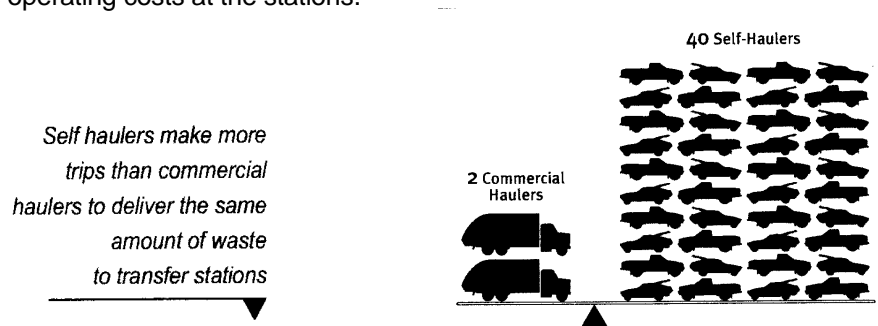 operating costs at the stations.
40 Self-Haulers
Self haulers make more
trips than commercial
haulers to deliver the same
amount of waste
to transfer stations
2 Commercial
Haulers